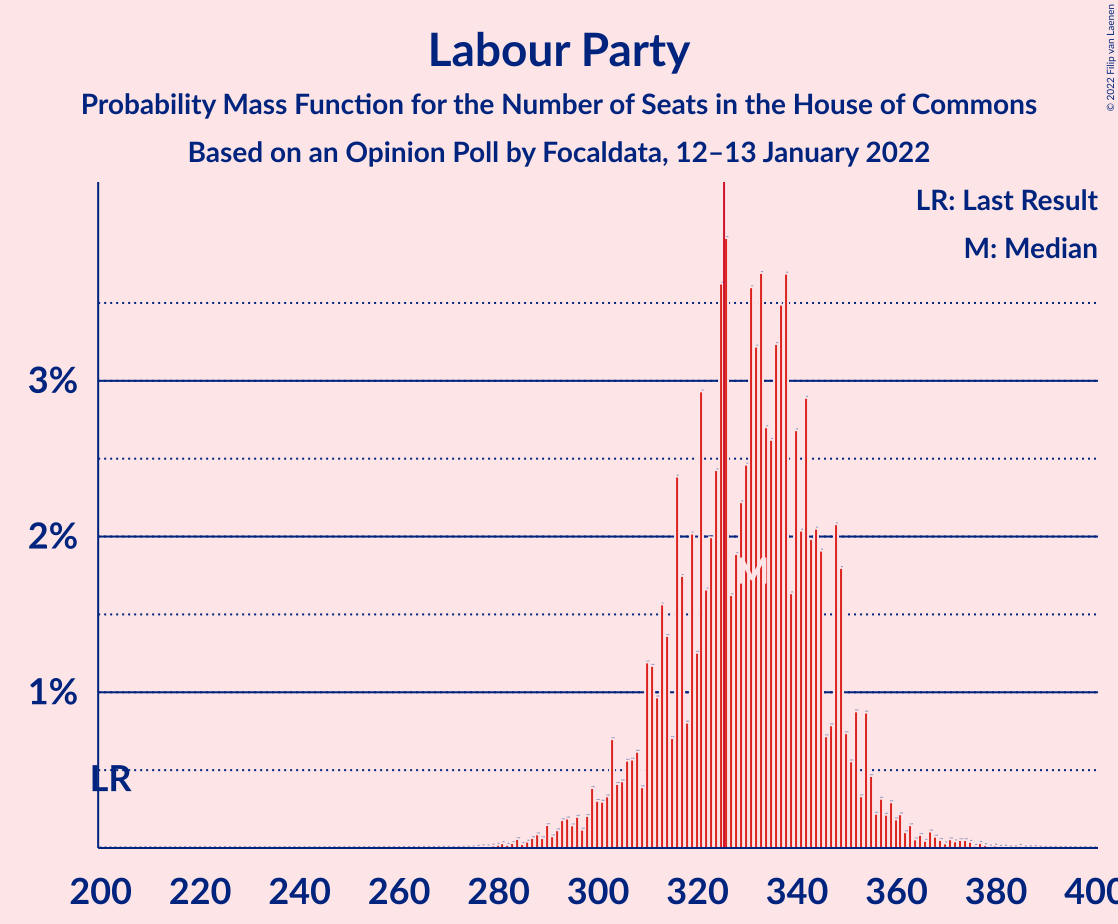 Labour Party
Probability Mass Function for the Number of Seats in the House of Commons
Based on an Opinion Poll by Focaldata, 12–13 January 2022
© 2022 Filip van Laenen
LR: Last Result
M: Median
3%
2%
1%
M
LR
200 220 240 260 280 300 320 340 360 380 400